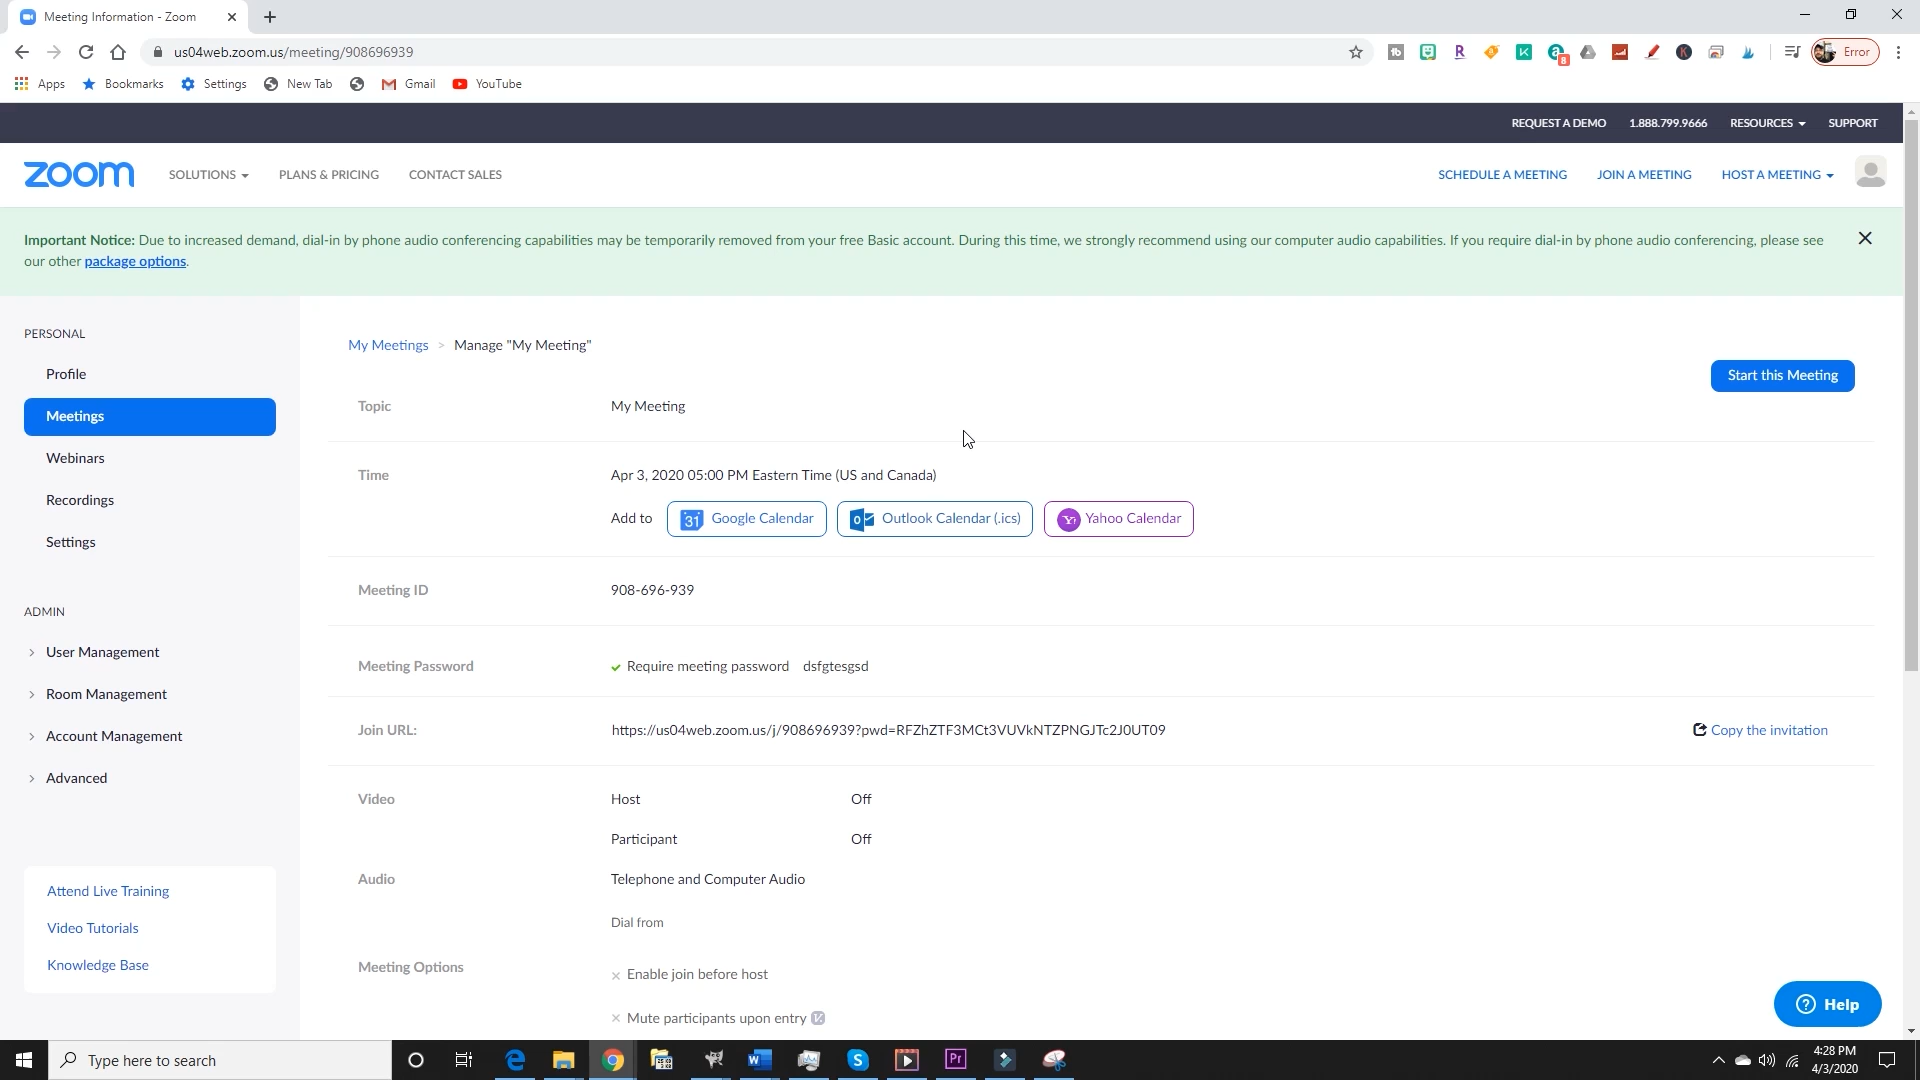 Meeting Information - Zoom
us04web.zoom.us/meeting/908696939
Error
Apps Bookmarks Settings New Tab Gmail YouTube
REQUEST A DEMO 1.888.799.9666 RESOURCES SUPPORT
zoom SOLUTIONS PLANS & PRICING CONTACT SALES SCHEDULE A MEETING JOIN A MEETING HOST A MEETING
Important Notice: Due to increased demand, dial-in by phone audio conferencing capabilities may be temporarily removed from your free Basic account. During this time, we strongly recommend using our computer audio capabilities. If you require dial-in by phone audio conferencing, please see
our other package options.
PERSONAL
Profile
Meetings
Webinars
Recordings
Settings
ADMIN
User Management
Room Management
Account Management
Advanced
Attend Live Training
Video Tutorials
Knowledge Base
My Meetings > Manage "My Meeting"
Start this Meeting
Topic My Meeting
Time Apr 3, 2020 05:00 PM Eastern Time (US and Canada)
Add to 31 Google Calendar Outlook Calendar (.ics) Yahoo Calendar
Meeting ID 908-696-939
Meeting Password Require meeting password dsfgtesgsd
Join URL: https://us04web.zoom.us/j/908696939?pwd=RFZhZTF3MCt3VUVkNTZPNGJTc2J0UT09 Copy the invitation
Video Host Off
Participant Off
Audio Telephone and Computer Audio
Dial from
Meeting Options Enable join before host
Mute participants upon entry
Help
Type here to search
4:28 PM
4/3/2020